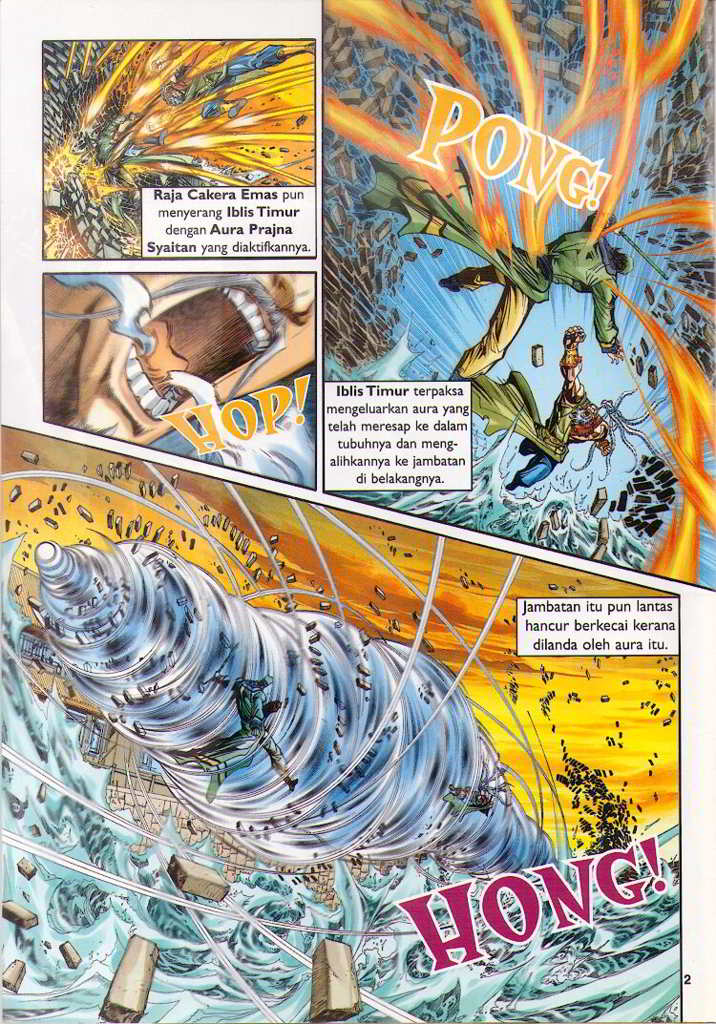 Raja Cakera Emas pun
menyerang Iblis Timur
dengan Aura Prajna
Syaitan yang diaktifkannya.
PONG!
HOP!
Iblis Timur terpaksa
mengeluarkan aura yang
telah meresap ke dalam
tubuhnya dan meng-
alihkannya ke jambatan
di belakangnya.
Jambatan itu pun lantas
hancur berkecai kerana
dilanda oleh aura itu.
HONG!
2